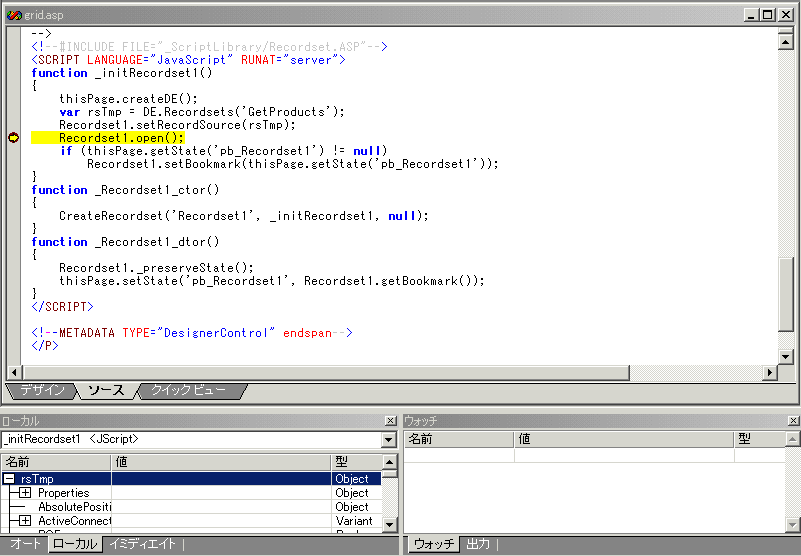 grid.asp
-->
<!--#INCLUDE FILE="_ScriptLibrary/Recordset.ASP"-->
<SCRIPT LANGUAGE="JavaScript" RUNAT="server">
function _initRecordset1()
{
    thisPage.createDE();
    var rsTmp = DE.Recordsets('GetProducts');
    Recordset1.setRecordSource(rsTmp);
    Recordset1.open();
    if (thisPage.getState('pb_Recordset1') != null)
        Recordset1.setBookmark(thisPage.getState('pb_Recordset1'));
}
function _Recordset1_ctor()
{
    CreateRecordset('Recordset1', _initRecordset1, null);
}
function _Recordset1_dtor()
{
    Recordset1._preserveState();
    thisPage.setState('pb_Recordset1', Recordset1.getBookmark());
}
</SCRIPT>
<!--METADATA TYPE="DesignerControl" endspan-->
</P>
デザイン ソース クイック ビュー
ローカル
_initRecordset1 <JScript>
名前 値 型
rsTmp Object
Properties Object
AbsolutePositi Object
ActiveConnect Variant
オート ローカル イミディエイト
ウォッチ
名前 値 型
ウォッチ 出力